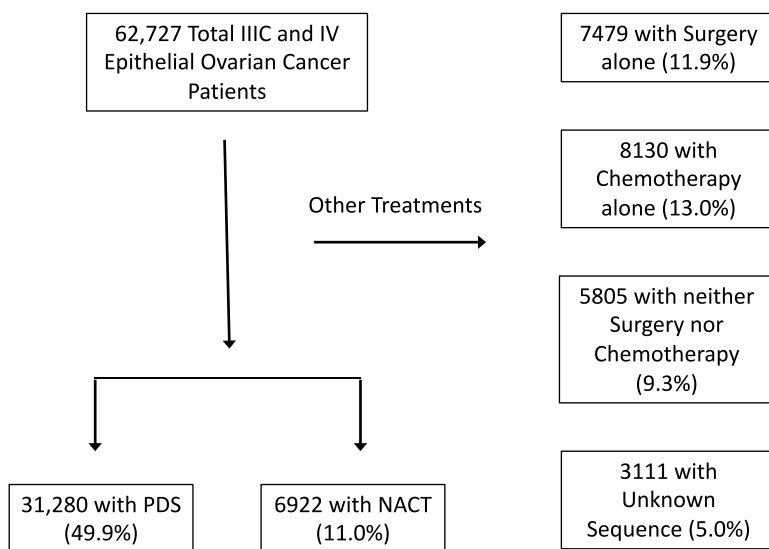 62,727 Total IIIC and IV
Epithelial Ovarian Cancer
Patients
7479 with Surgery
alone (11.9%)
8130 with
Chemotherapy
alone (13.0%)
Other Treatments
5805 with neither
Surgery nor
Chemotherapy
(9.3%)
31,280 with PDS
(49.9%)
6922 with NACT
(11.0%)
3111 with
Unknown
Sequence (5.0%)